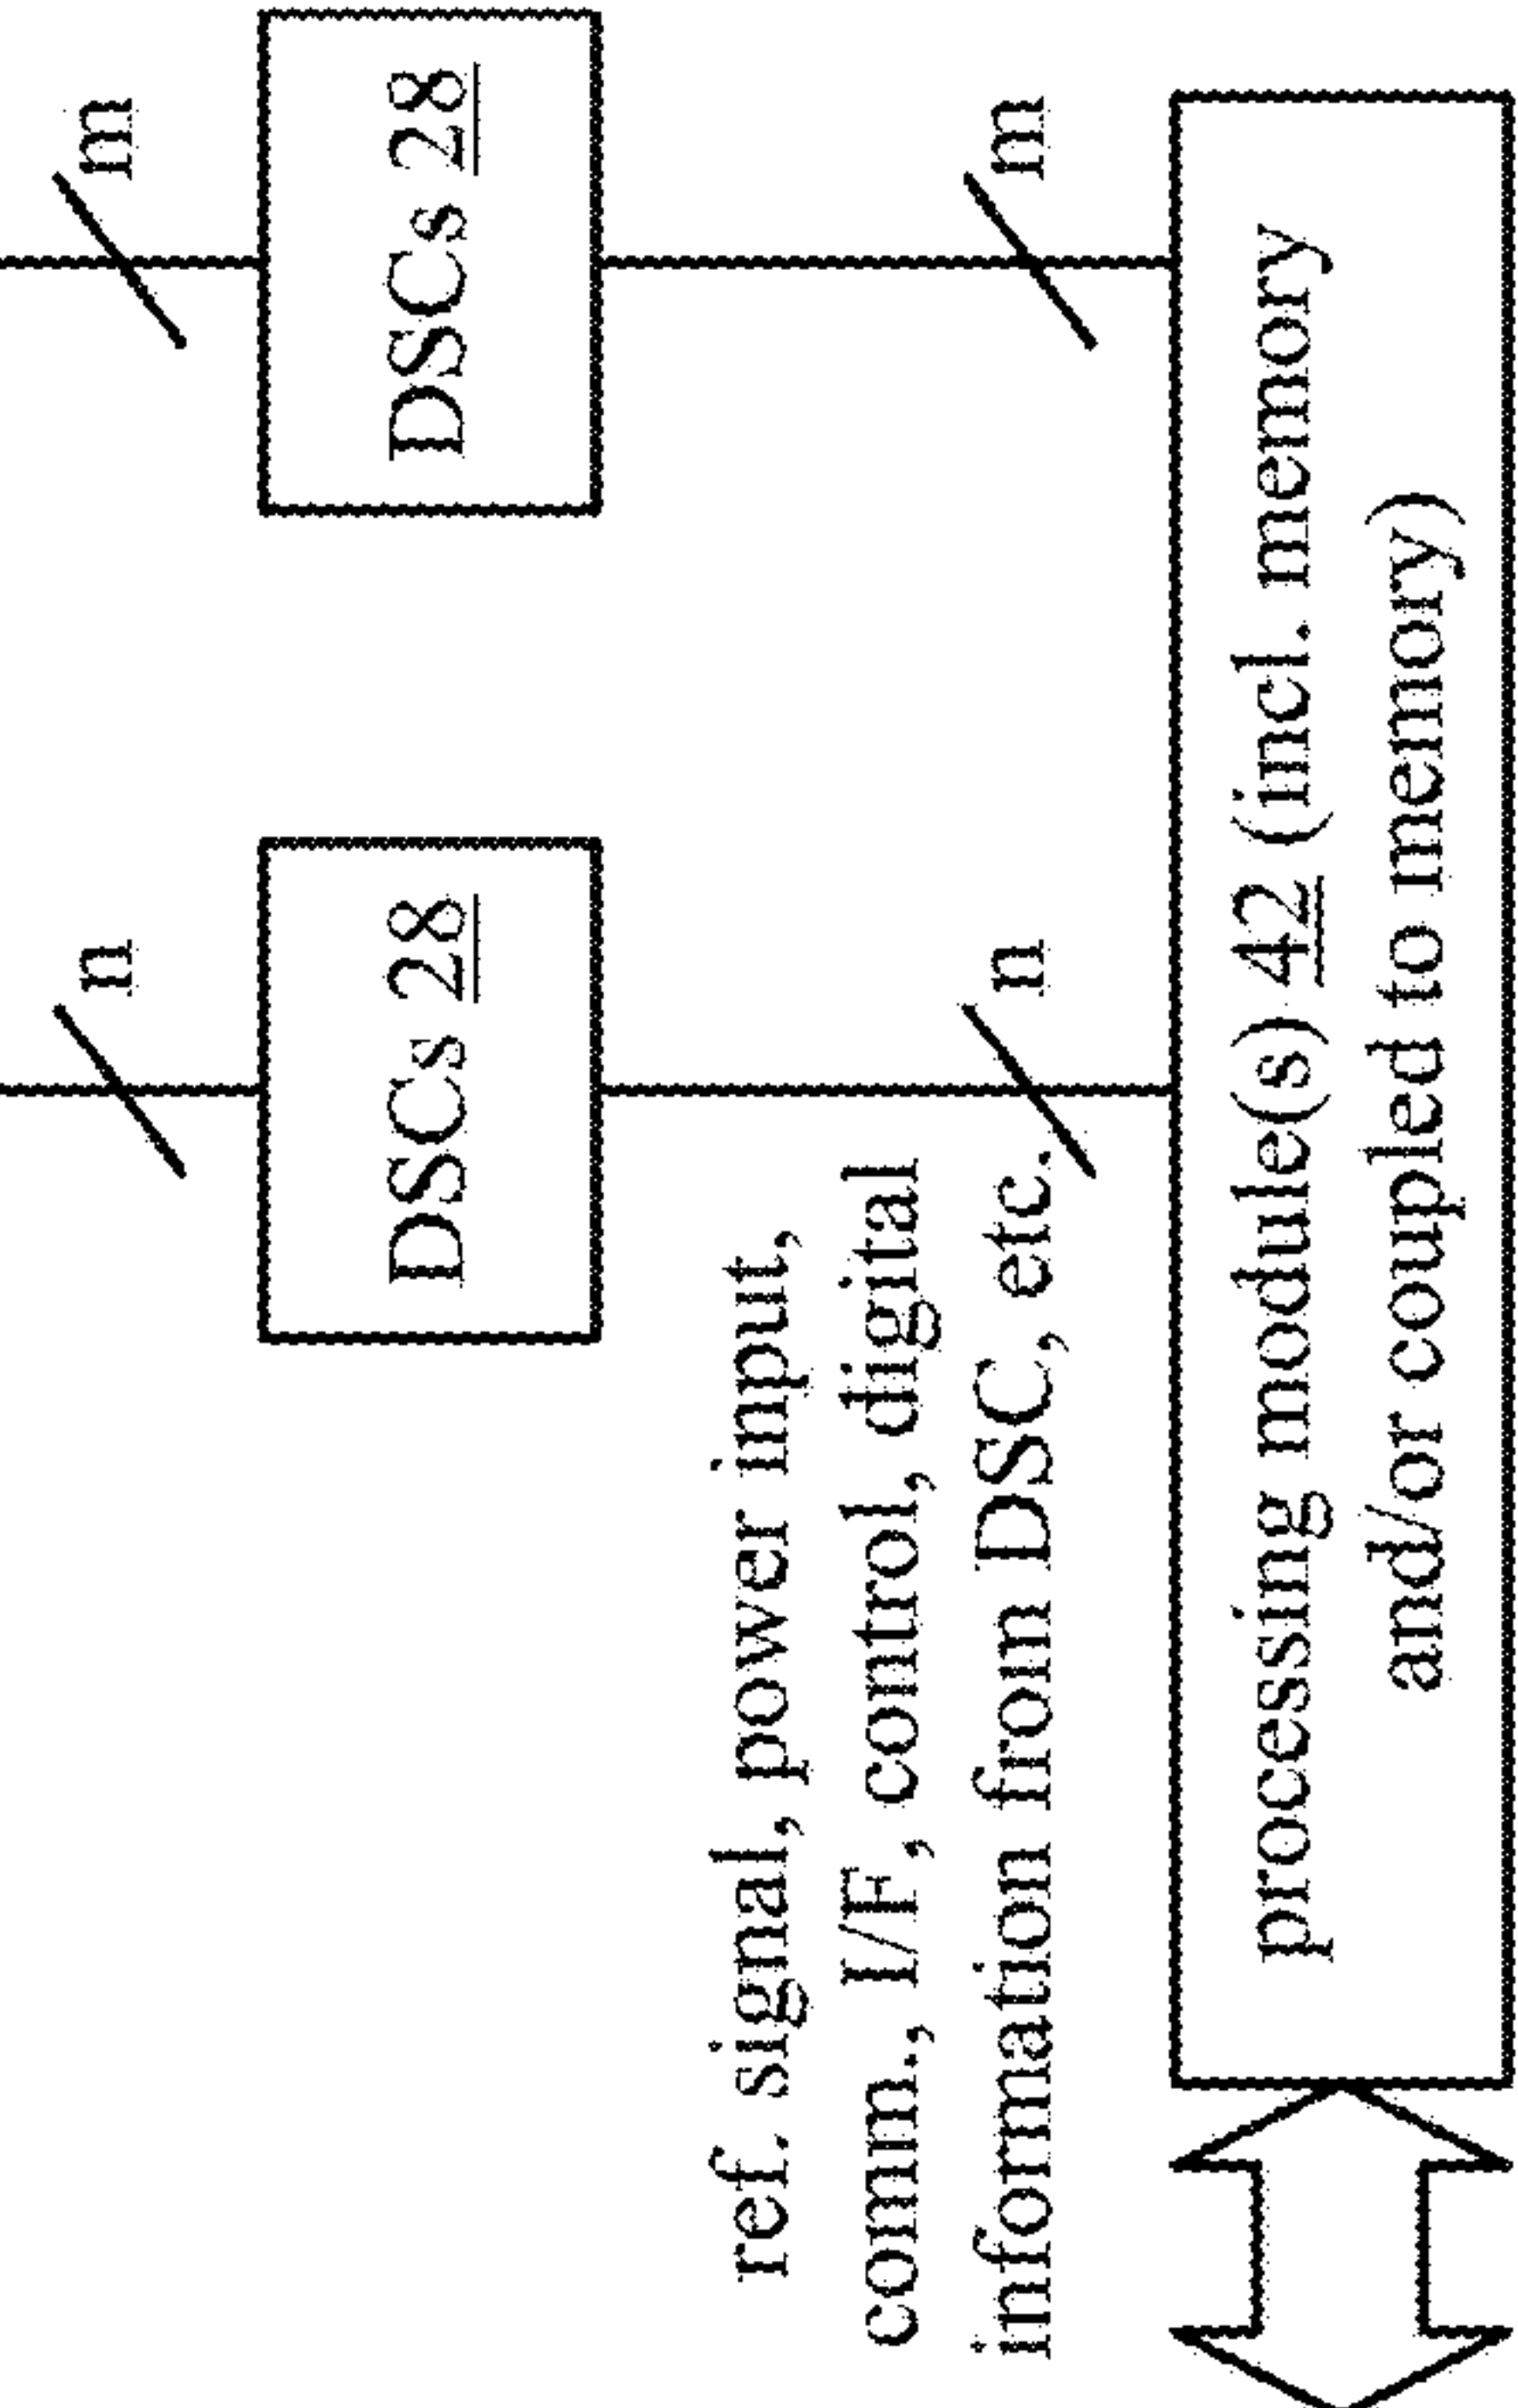 m
DSCs 28
m
n
DSCs 28
n
ref. signal, power input,
comm., I/F, control, digital
information from DSC, etc.
processing module(s) 42 (incl. memory
and/or coupled to memory)